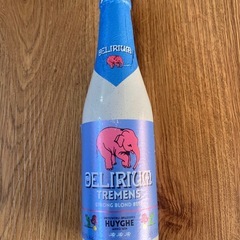 DELIRIUM
DELIRIUM
TREMENS
STRONG BLOND BEER
HUYGHE